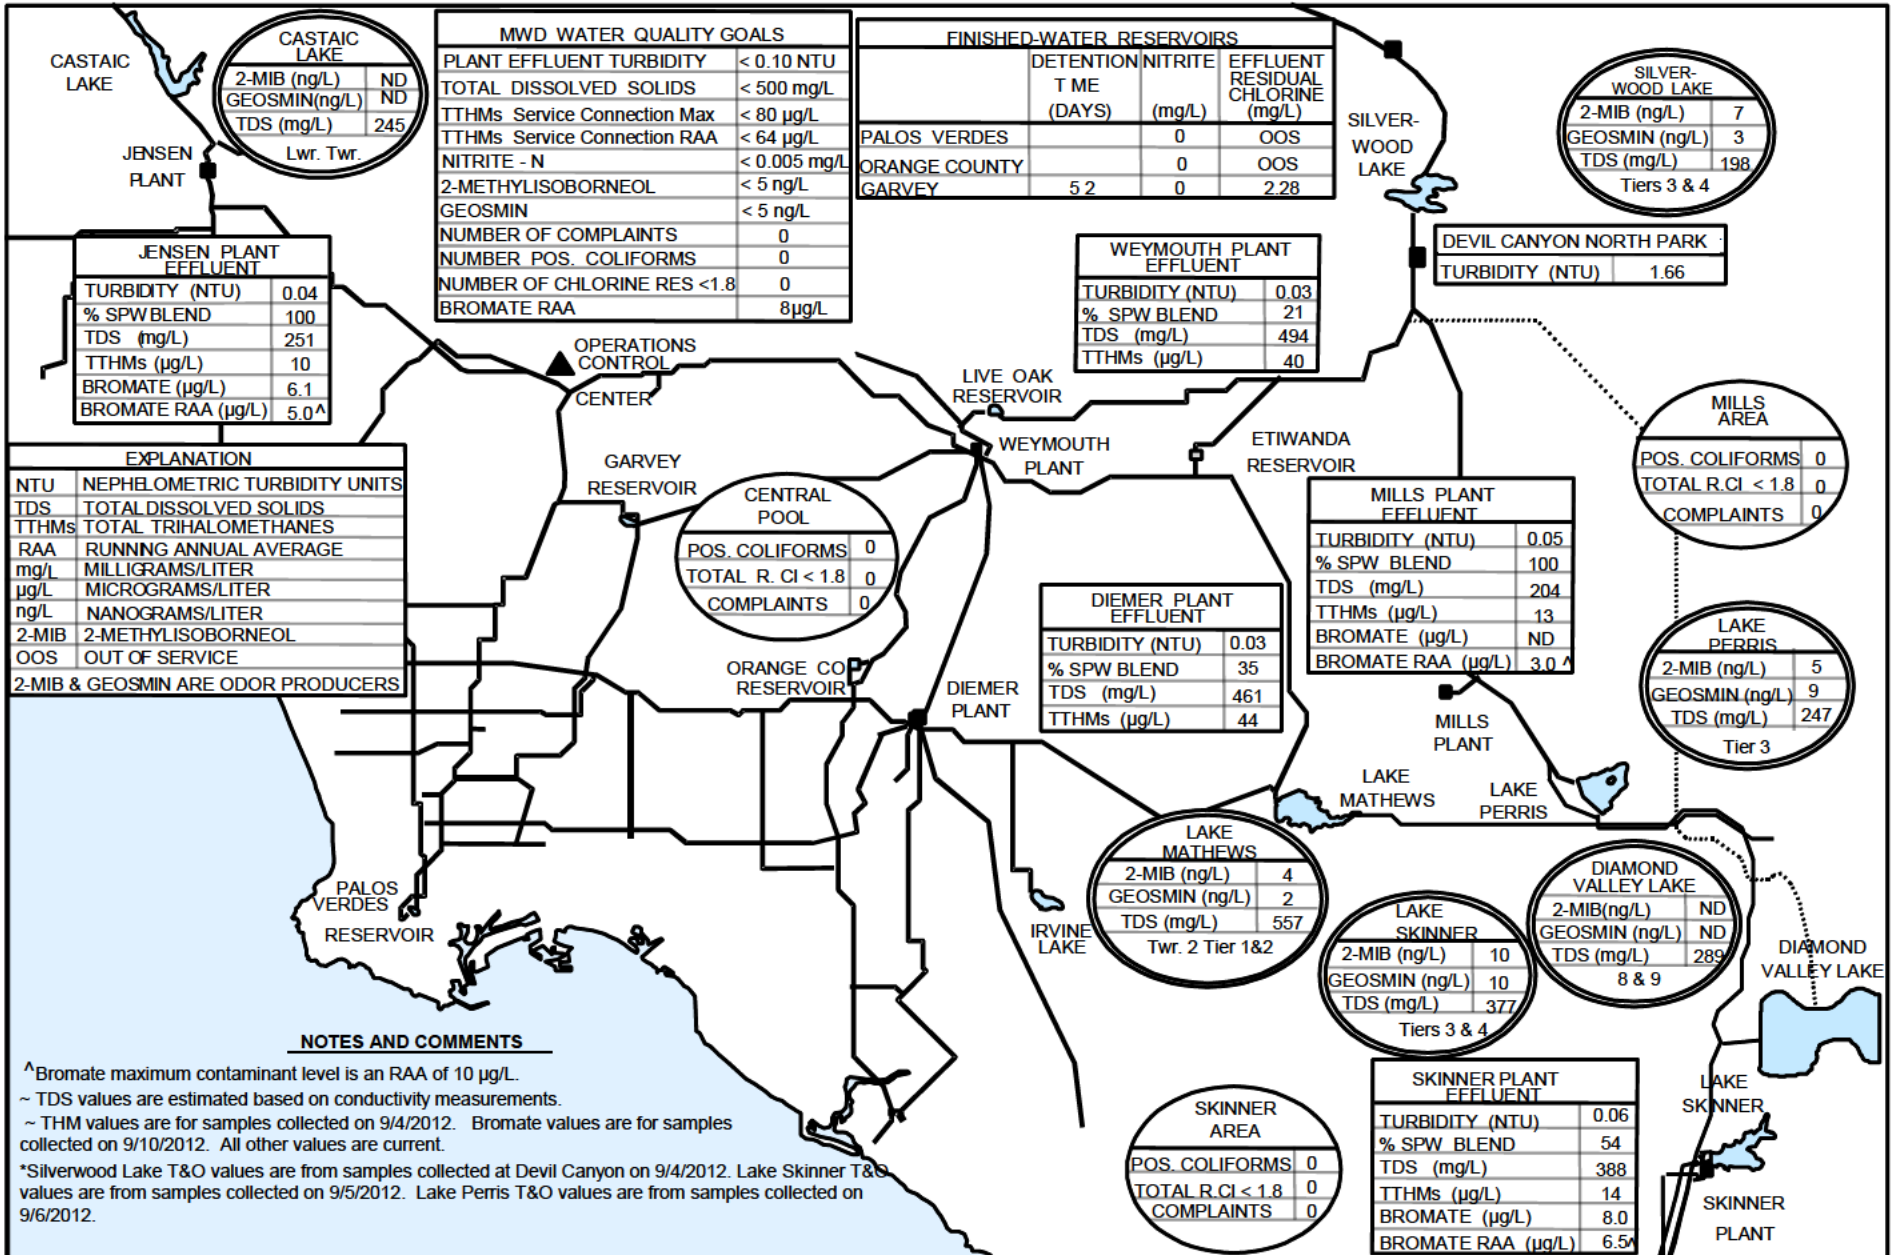 CASTAIC
LAKE
CASTAIC
LAKE
2-MIB (ng/L) ND
GEOSMIN(ng/L) ND
TDS (mg/L) 245
Lwr. Twr.
JENSEN
PLANT
MWD WATER QUALITY GOALS
PLANT EFFLUENT TURBIDITY < 0.10 NTU
TOTAL DISSOLVED SOLIDS < 500 mg/L
TTHMs Service Connection Max < 80 µg/L
TTHMs Service Connection RAA < 64 µg/L
NITRITE - N < 0.005 mg/L
2-METHYLISOBORNEOL < 5 ng/L
GEOSMIN < 5 ng/L
NUMBER OF COMPLAINTS 0
NUMBER POS. COLIFORMS 0
NUMBER OF CHLORINE RES <1.8 0
BROMATE RAA 8µg/L
FINISHED-WATER RESERVOIRS
DETENTION NITRITE EFFLUENT
T ME RESIDUAL
CHLORINE
(DAYS) (mg/L) (mg/L)
PALOS VERDES 0 OOS
ORANGE COUNTY 0 OOS
GARVEY 5 2 0 2.28
SILVER-
WOOD
LAKE
SILVER-
WOOD LAKE
2-MIB (ng/L) 7
GEOSMIN (ng/L) 3
TDS (mg/L) 198
Tiers 3 & 4
DEVIL CANYON NORTH PARK
TURBIDITY (NTU) 1.66
JENSEN PLANT
EFFLUENT
TURBIDITY (NTU) 0.04
% SPW BLEND 100
TDS (mg/L) 251
TTHMs (µg/L) 10
BROMATE (µg/L) 6.1
BROMATE RAA (µg/L) 5.0^
WEYMOUTH PLANT
EFFLUENT
TURBIDITY (NTU) 0.03
% SPW BLEND 21
TDS (mg/L) 494
TTHMs (µg/L) 40
OPERATIONS
CONTROL
CENTER
LIVE OAK
RESERVOIR
WEYMOUTH
PLANT
ETIWANDA
RESERVOIR
MILLS
AREA
POS. COLIFORMS 0
TOTAL R.CI < 1.8 0
COMPLAINTS 0
EXPLANATION
NTU NEPHELOMETRIC TURBIDITY UNITS
TDS TOTAL DISSOLVED SOLIDS
TTHMs TOTAL TRIHALOMETHANES
RAA RUNNING ANNUAL AVERAGE
mg/L MILLIGRAMS/LITER
µg/L MICROGRAMS/LITER
ng/L NANOGRAMS/LITER
2-MIB 2-METHYLISOBORNEOL
OOS OUT OF SERVICE
2-MIB & GEOSMIN ARE ODOR PRODUCERS
GARVEY
RESERVOIR
CENTRAL
POOL
POS. COLIFORMS 0
TOTAL R. CI < 1.8 0
COMPLAINTS 0
MILLS PLANT
EFFLUENT
TURBIDITY (NTU) 0.05
% SPW BLEND 100
TDS (mg/L) 204
TTHMs (µg/L) 13
BROMATE (µg/L) ND
BROMATE RAA (µg/L) 3.0 ^
DIEMER PLANT
EFFLUENT
TURBIDITY (NTU) 0.03
% SPW BLEND 35
TDS (mg/L) 461
TTHMs (µg/L) 44
LAKE
PERRIS
2-MIB (ng/L) 5
GEOSMIN (ng/L) 9
TDS (mg/L) 247
Tier 3
ORANGE CO
RESERVOIR
DIEMER
PLANT
MILLS
PLANT
LAKE
MATHEWS
LAKE
PERRIS
LAKE
MATHEWS
2-MIB (ng/L) 4
GEOSMIN (ng/L) 2
TDS (mg/L) 557
Twr. 2 Tier 1&2
DIAMOND
VALLEY LAKE
2-MIB(ng/L) ND
GEOSMIN (ng/L) ND
TDS (mg/L) 289
8 & 9
PALOS
VERDES
RESERVOIR
IRVINE
LAKE
LAKE
SKINNER
2-MIB (ng/L) 10
GEOSMIN (ng/L) 10
TDS (mg/L) 377
Tiers 3 & 4
DIAMOND
VALLEY LAKE
NOTES AND COMMENTS
^Bromate maximum contaminant level is an RAA of 10 µg/L.
~ TDS values are estimated based on conductivity measurements.
~ THM values are for samples collected on 9/4/2012. Bromate values are for samples
collected on 9/10/2012. All other values are current.
*Silverwood Lake T&O values are from samples collected at Devil Canyon on 9/4/2012. Lake Skinner T&O
values are from samples collected on 9/5/2012. Lake Perris T&O values are from samples collected on
9/6/2012.
SKINNER
AREA
POS. COLIFORMS 0
TOTAL R.CI < 1.8 0
COMPLAINTS 0
SKINNER PLANT
EFFLUENT
TURBIDITY (NTU) 0.06
% SPW BLEND 54
TDS (mg/L) 388
TTHMs (µg/L) 14
BROMATE (µg/L) 8.0
BROMATE RAA (µg/L) 6.5^
LAKE
SKINNER
SKINNER
PLANT